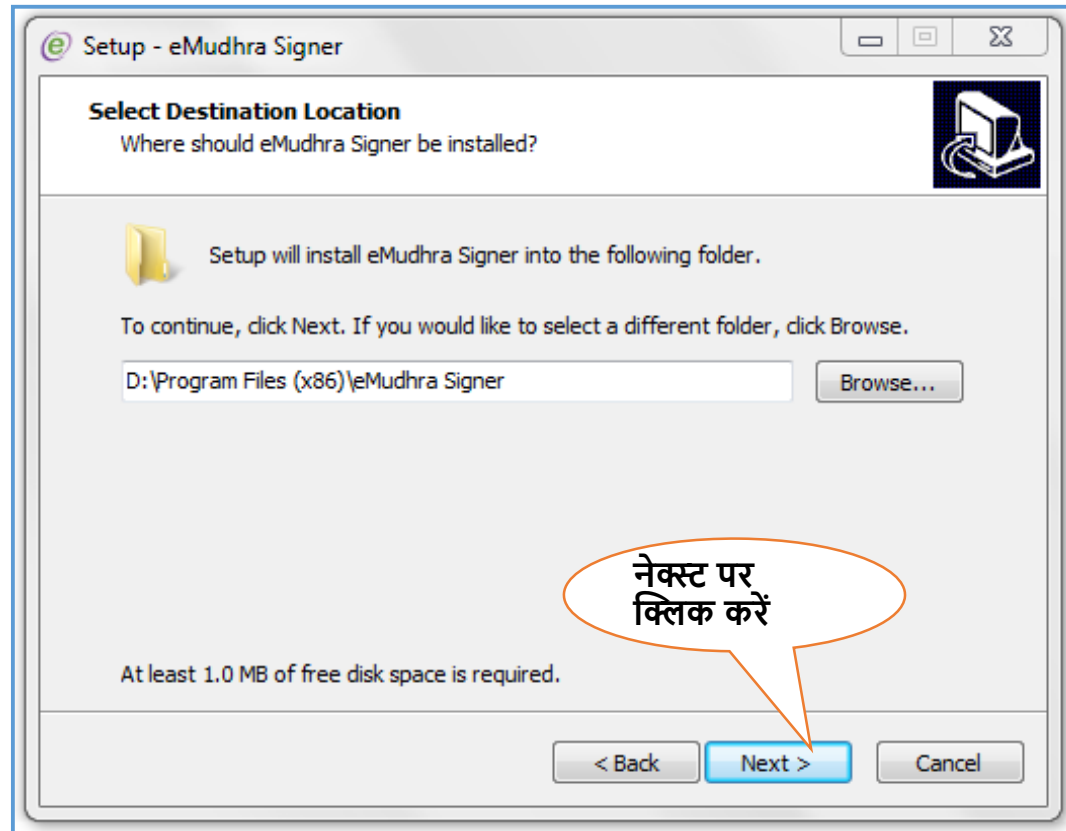 Setup - eMudhra Signer
Select Destination Location
Where should eMudhra Signer be installed?
Setup will install eMudhra Signer into the following folder.
To continue, click Next. If you would like to select a different folder, click Browse.
D:\Program Files (x86)\eMudhra Signer
Browse...
नेक्स्ट पर
क्लिक करें
At least 1.0 MB of free disk space is required.
< Back
Next >
Cancel